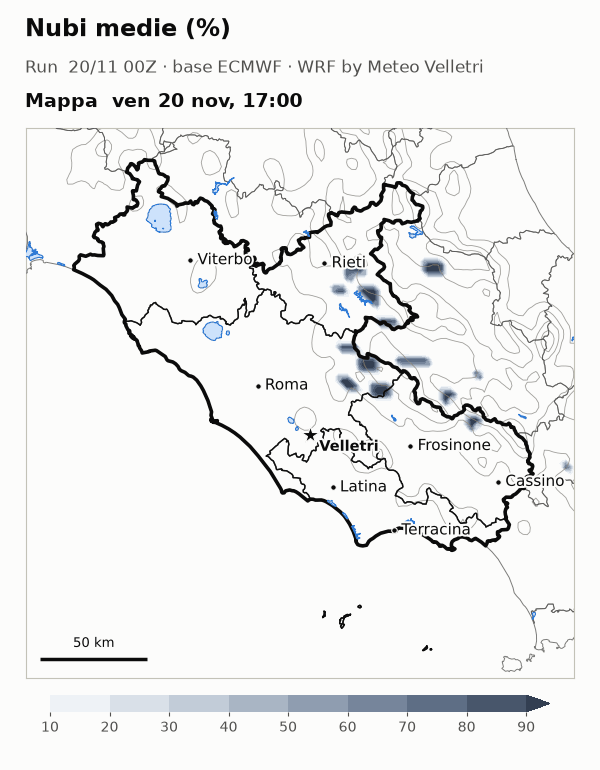 Nubi medie (%)
Run 20/11 00Z · base ECMWF · WRF by Meteo Velletri
Mappa ven 20 nov, 17:00
Viterbo
Rieti
Roma
Velletri
Frosinone
Latina
Cassino
Terracina
50 km
10 20 30 40 50 60 70 80 90